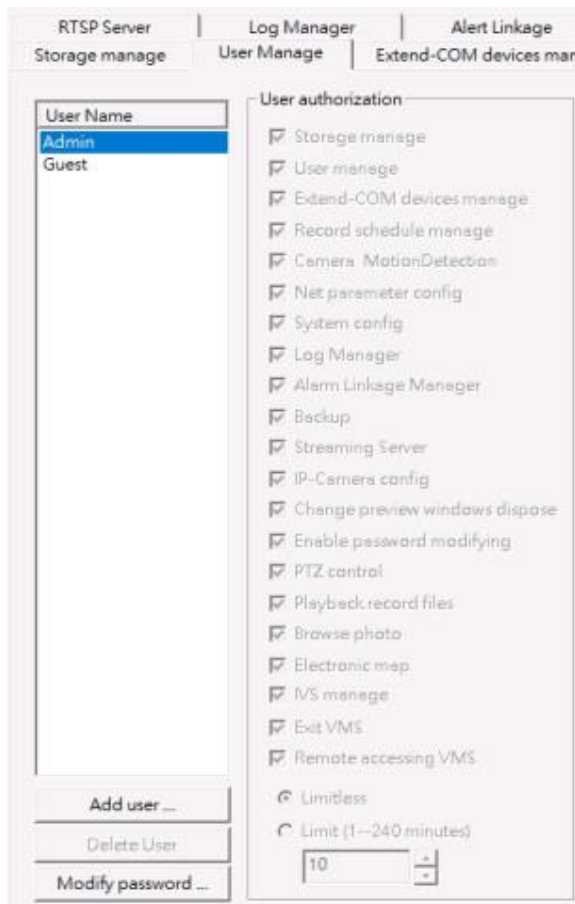 RTSP Server Log Manager Alert Linkage
Storage manage User Manage Extend-COM devices mar
User Name
Admin
Guest
Add user ...
Delete User
Modify password ...
User authorization
Storage manage
User manage
Extend-COM devices manage
Record schedule manage
Camera MotionDetection
Net parameter config
System config
Log Manager
Alarm Linkage Manager
Backup
Streaming Server
IP-Camera config
Change preview windows dispose
Enable password modifying
PTZ control
Playback record files
Browse photo
Electronic map
IVS manage
Exit VMS
Remote accessing VMS
Limitless
Limit (1--240 minutes)
10